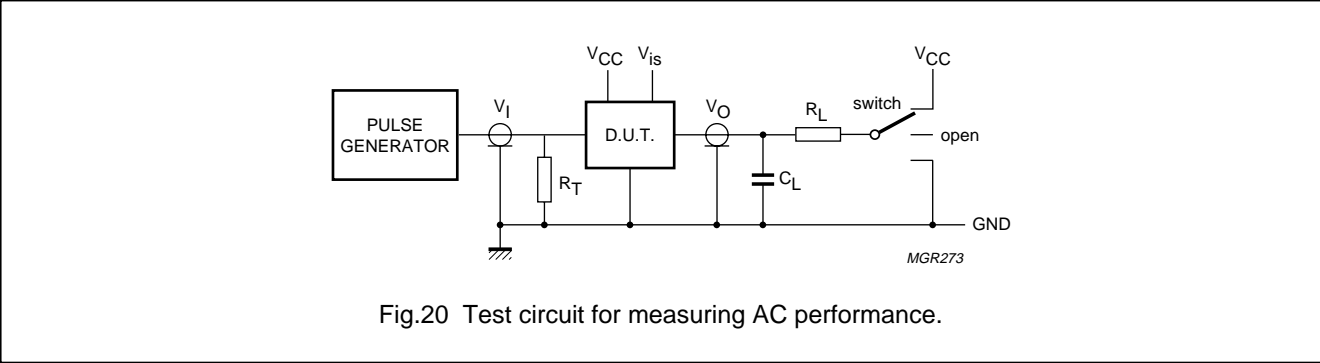 VCC Vis VCC
VI VO RL switch
PULSE
GENERATOR
D.U.T.
open
RT CL
GND
MGR273
Fig.20 Test circuit for measuring AC performance.